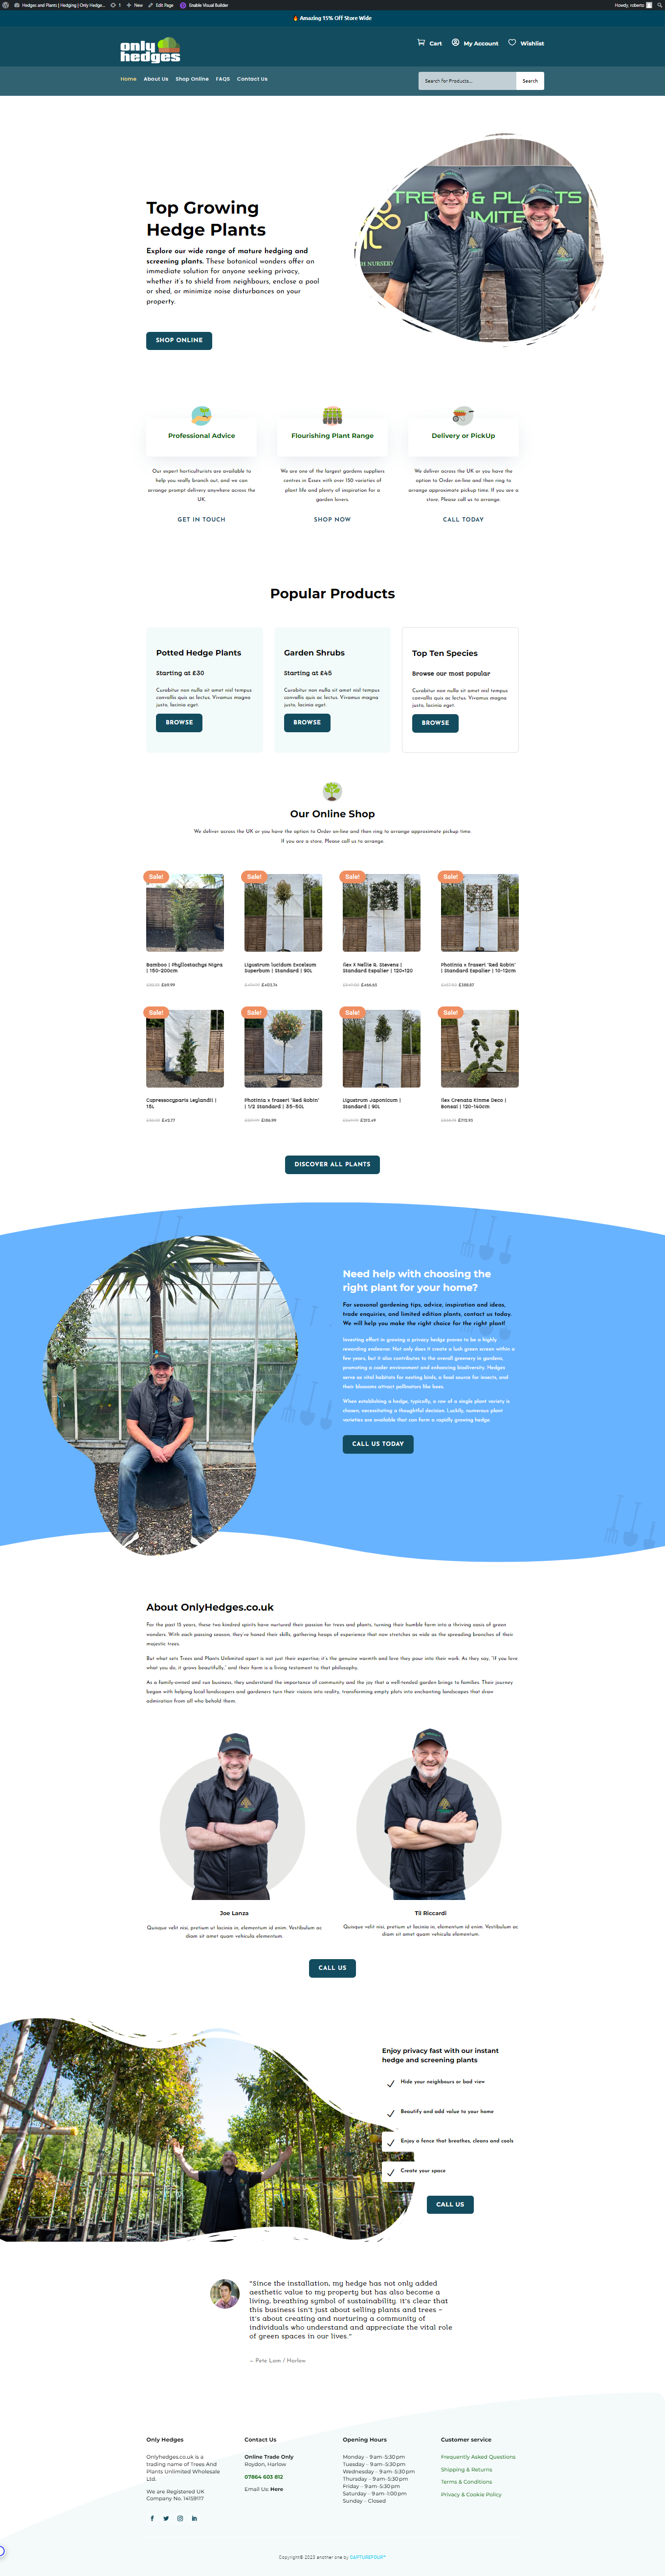 Hedges and Plants | Hedging | Only Hedge... 1 New Edit Page Enable Visual Builder Howdy, roberto
🔥 Amazing 15% Off Store Wide
only hedges
Cart My Account Wishlist
Home About Us Shop Online FAQS Contact Us
Search for Products... Search
TREES & PLANTS
UNLIMITED
SH NURSERY
Top Growing
Hedge Plants
Explore our wide range of mature hedging and
screening plants. These botanical wonders offer an
immediate solution for anyone seeking privacy,
whether it's to shield from neighbours, enclose a pool
or shed, or minimize noise disturbances on your
property.
SHOP ONLINE
Professional Advice
Our expert horticulturists are available to
help you really branch out, and we can
arrange prompt delivery anywhere across the
UK.
GET IN TOUCH
Flourishing Plant Range
We are one of the largest gardens suppliers
centres in Essex with over 150 varieties of
plant life and plenty of inspiration for a
garden lovers.
SHOP NOW
Delivery or PickUp
We deliver across the UK or you have the
option to Order on-line and then ring to
arrange approximate pickup time. If you are a
store, Please call us to arrange.
CALL TODAY
Popular Products
Potted Hedge Plants
Starting at £30
Curabitur non nulla sit amet nisl tempus
convallis quis ac lectus. Vivamus magna
justo, lacinia eget.
BROWSE
Garden Shrubs
Starting at £45
Curabitur non nulla sit amet nisl tempus
convallis quis ac lectus. Vivamus magna
justo, lacinia eget.
BROWSE
Top Ten Species
Browse our most popular
Curabitur non nulla sit amet nisl tempus
convallis quis ac lectus. Vivamus magna
justo, lacinia eget.
BROWSE
Our Online Shop
We deliver across the UK or you have the option to Order on-line and then ring to arrange approximate pickup time.
If you are a store, Please call us to arrange.
Sale!
Bamboo | Phyllostachys Nigra
| 150-200cm
£69.99
Sale!
Ligustrum lucidum Excelsum
Superbum | Standard | 90L
£403.74
Sale!
Ilex X Nellie R. Stevens |
Standard Espalier | 120×120
£466.65
Sale!
Photinia x fraseri 'Red Robin'
| Standard Espalier | 10-12cm
£388.87
Sale!
Cupressocyparis Leylandii |
15L
£42.77
Sale!
Photinia x fraseri 'Red Robin'
| 1/2 Standard | 35-50L
£186.99
Sale!
Ligustrum Japonicum |
Standard | 90L
£212.49
Sale!
Ilex Crenata Kinme Deco |
Bonsai | 120-140cm
£712.93
DISCOVER ALL PLANTS
Need help with choosing the
right plant for your home?
For seasonal gardening tips, advice, inspiration and ideas,
trade enquiries, and limited edition plants, contact us today.
We will help you make the right choice for the right plant!
Investing effort in growing a privacy hedge proves to be a highly
rewarding endeavor. Not only does it create a lush green screen within a
few years, but it also contributes to the overall greenery in gardens,
promoting a cooler environment and enhancing biodiversity. Hedges
serve as vital habitats for nesting birds, a food source for insects, and
their blossoms attract pollinators like bees.
When establishing a hedge, typically, a row of a single plant variety is
chosen, necessitating a thoughtful decision. Luckily, numerous plant
varieties are available that can form a rapidly growing hedge.
CALL US TODAY
About OnlyHedges.co.uk
For the past 15 years, these two kindred spirits have nurtured their passion for trees and plants, turning their humble farm into a thriving oasis of green
wonders. With each passing season, they've honed their skills, gathering heaps of experience that now stretches as wide as the spreading branches of their
majestic trees.
But what sets Trees and Plants Unlimited apart is not just their expertise; it's the genuine warmth and love they pour into their work. As they say, "If you love
what you do, it grows beautifully," and their farm is a living testament to that philosophy.
As a family-owned and run business, they understand the importance of community and the joy that a well-tended garden brings to families. Their journey
began with helping local landscapers and gardeners turn their visions into reality, transforming empty plots into enchanting landscapes that draw
admiration from all who behold them.
Joe Lanza
Quisque velit nisi, pretium ut lacinia in, elementum id enim. Vestibulum ac
diam sit amet quam vehicula elementum.
Til Riccardi
Quisque velit nisi, pretium ut lacinia in, elementum id enim. Vestibulum ac
diam sit amet quam vehicula elementum.
CALL US
Enjoy privacy fast with our instant
hedge and screening plants
Hide your neighbours or bad view
Beautify and add value to your home
Enjoy a fence that breathes, cleans and cools
Create your space
CALL US
"Since the installation, my hedge has not only added
aesthetic value to my property but has also become a
living, breathing symbol of sustainability. it's clear that
this business isn't just about selling plants and trees –
it's about creating and nurturing a community of
individuals who understand and appreciate the vital role
of green spaces in our lives."
– Pete Lam / Harlow
Only Hedges
Onlyhedges.co.uk is a
trading name of Trees And
Plants Unlimited Wholesale
Ltd.
We are Registered UK
Company No. 14159117
Contact Us
Online Trade Only
Roydon, Harlow
07864 603 812
Email Us: Here
Opening Hours
Monday – 9am-5:30pm
Tuesday – 9am-5:30pm
Wednesday – 9am-5:30pm
Thursday – 9am-5:30pm
Friday – 9am-5:30pm
Saturday – 9am-1:00pm
Sunday – Closed
Customer service
Frequently Asked Questions
Shipping & Returns
Terms & Conditions
Privacy & Cookie Policy
Copyright© 2023 another one by CAPTUREPOLIE™